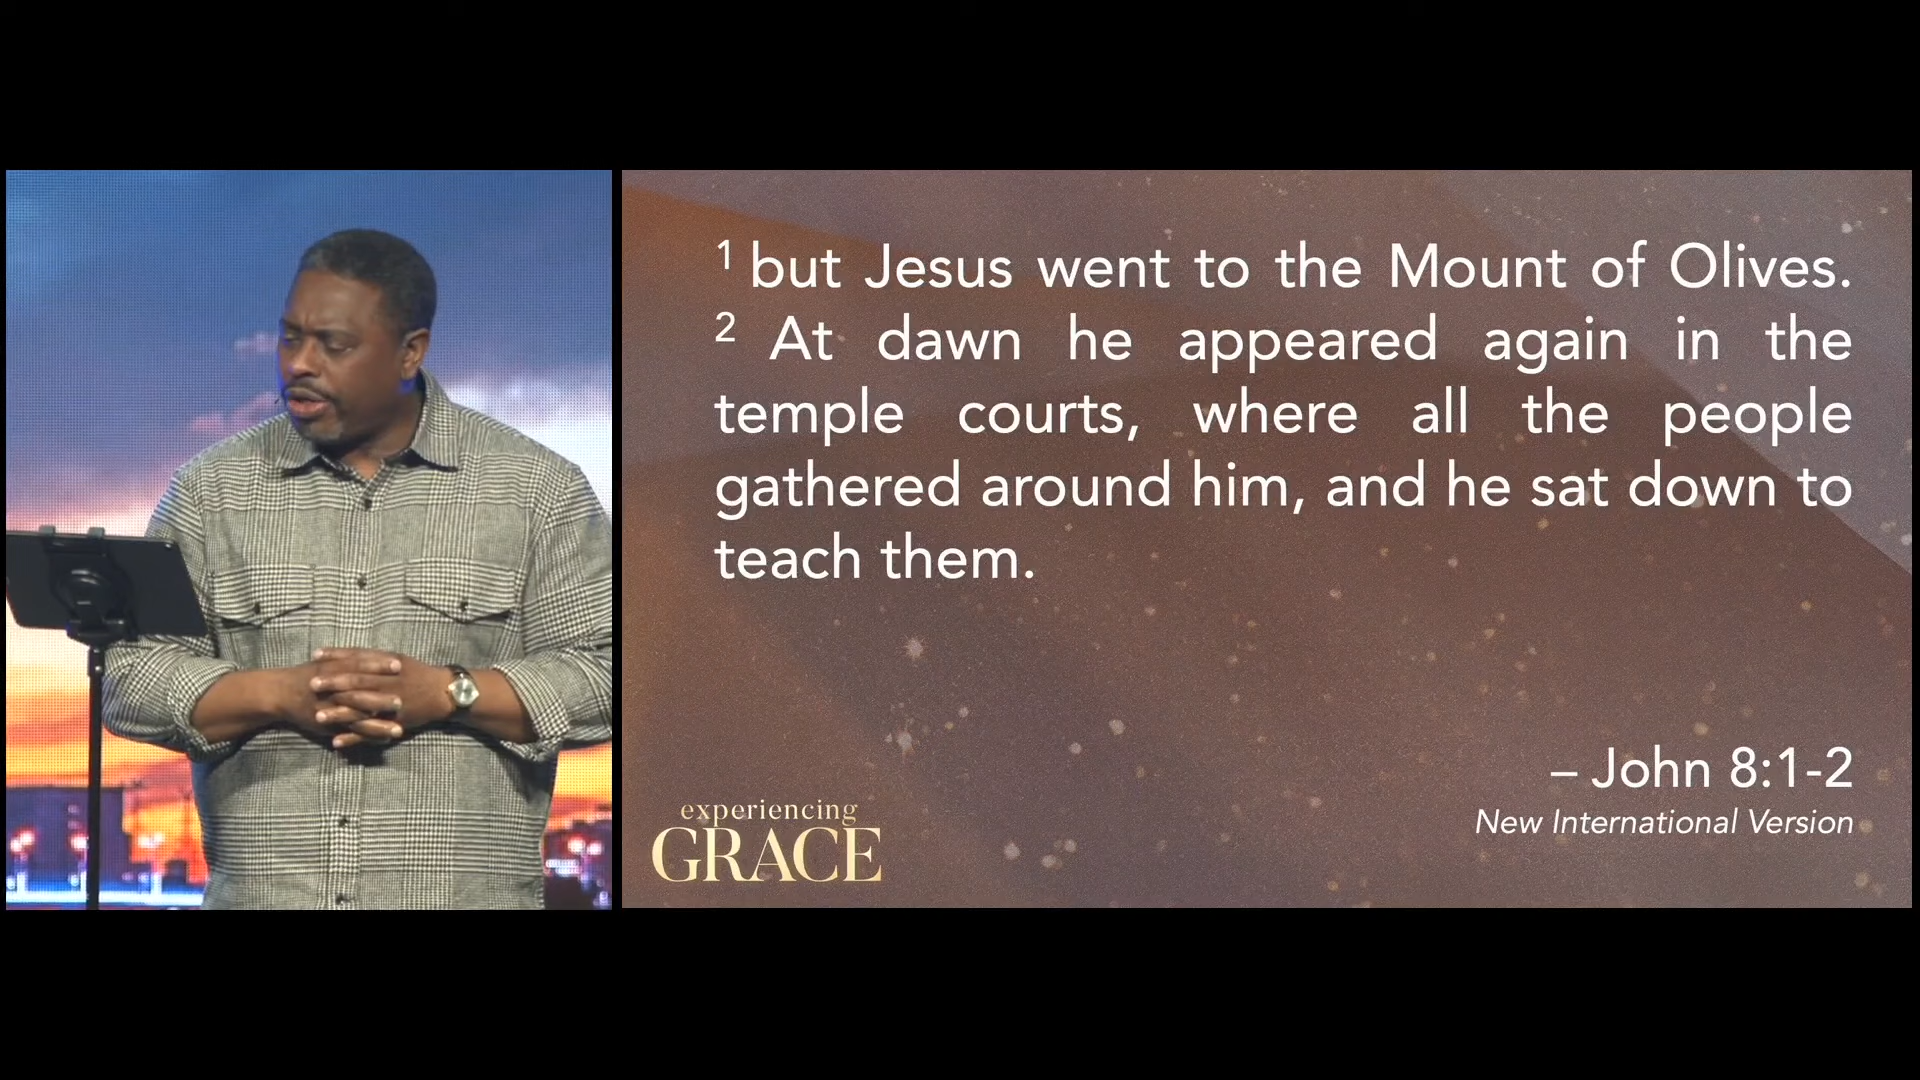 1 but Jesus went to the Mount of Olives.
2 At dawn he appeared again in the
temple courts, where all the people
gathered around him, and he sat down to
teach them.
– John 8:1-2
New International Version
experiencing
GRACE